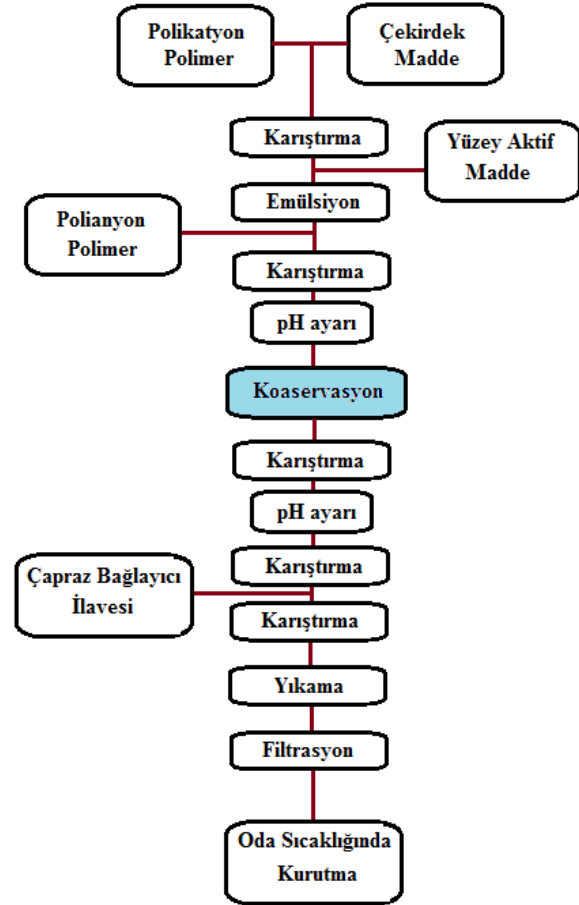 Polikatyon
Polimer
Çekirdek
Madde
Karıştırma
Yüzey Aktif
Madde
Emülsiyon
Polianyon
Polimer
Karıştırma
pH ayarı
Koaservasyon
Karıştırma
pH ayarı
Karıştırma
Çapraz Bağlayıcı
İlavesi
Karıştırma
Yıkama
Filtrasyon
Oda Sıcaklığında
Kurutma